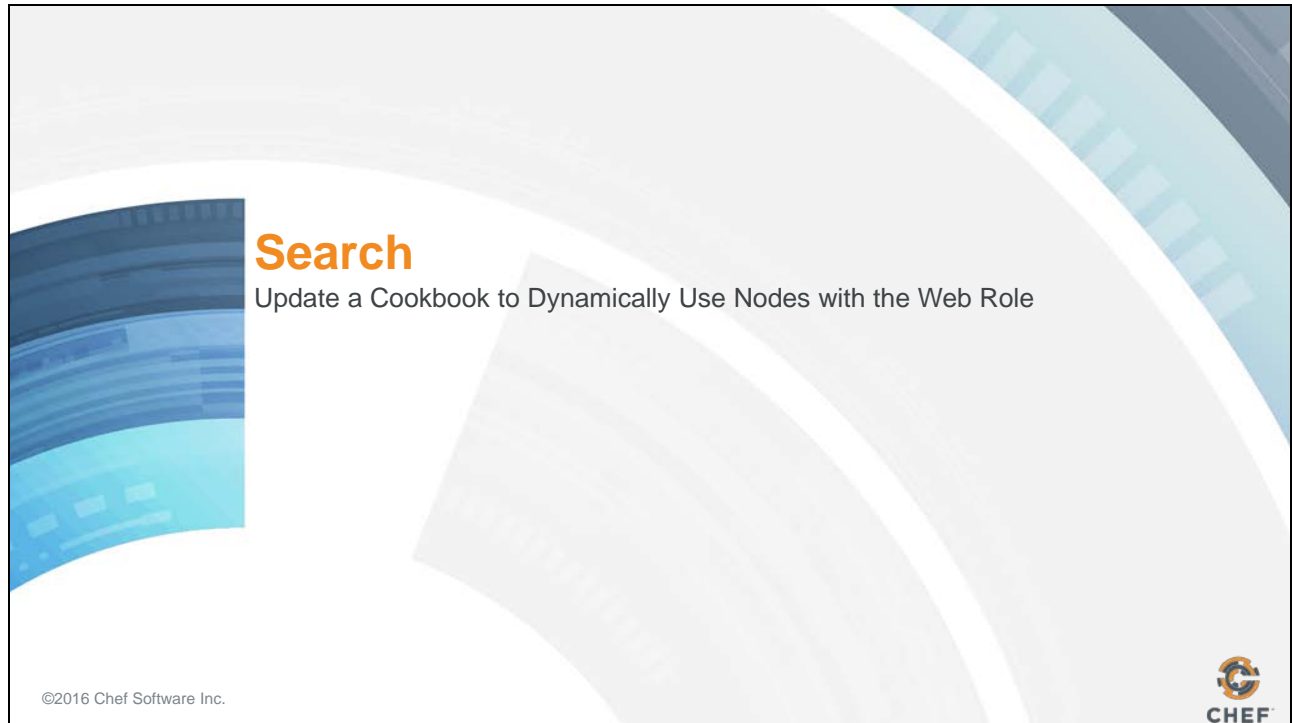 Search
Update a Cookbook to Dynamically Use Nodes with the Web Role
©2016 Chef Software Inc.
CHEF